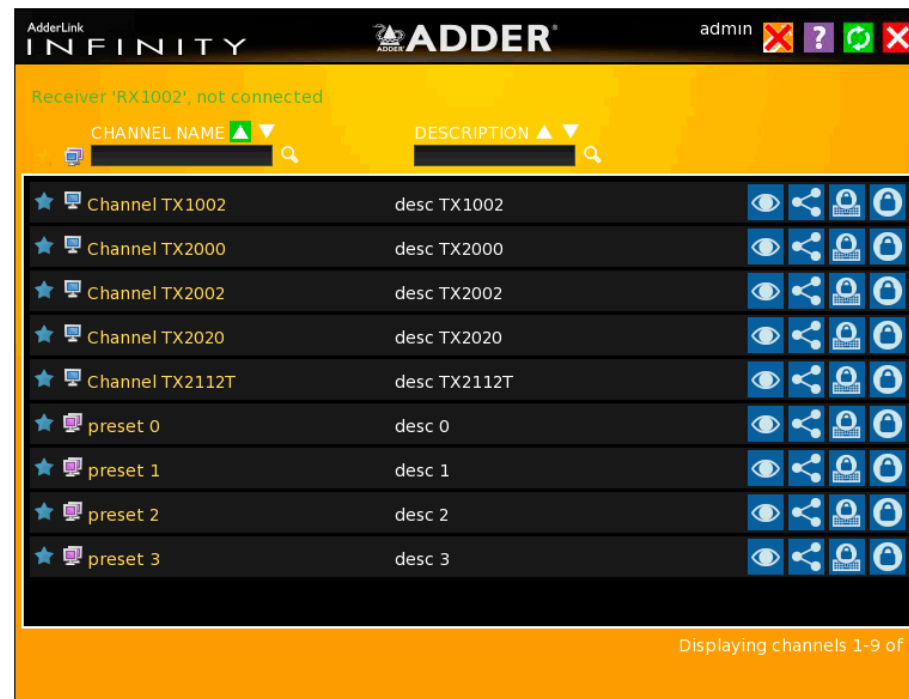 AdderLink
INFINITY
ADDER
ADDER®
admin
?
Receiver 'RX1002', not connected
CHANNEL NAME
DESCRIPTION
Channel TX1002 desc TX1002
Channel TX2000 desc TX2000
Channel TX2002 desc TX2002
Channel TX2020 desc TX2020
Channel TX2112T desc TX2112T
preset 0 desc 0
preset 1 desc 1
preset 2 desc 2
preset 3 desc 3
Displaying channels 1-9 of